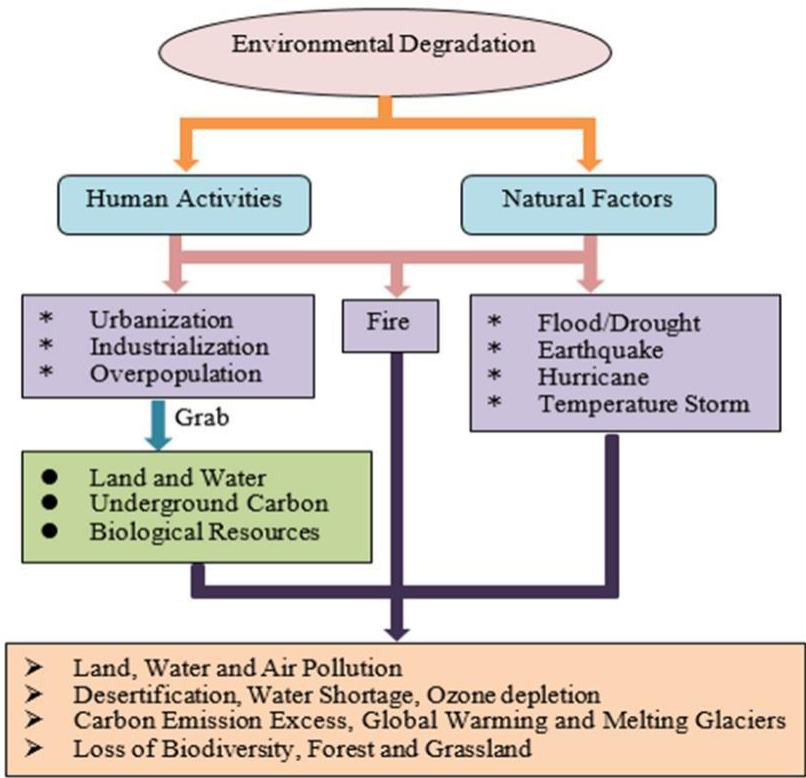 Environmental Degradation
Human Activities
Natural Factors
* Urbanization
* Industrialization
* Overpopulation
Fire
* Flood/Drought
* Earthquake
* Hurricane
* Temperature Storm
Grab
● Land and Water
● Underground Carbon
● Biological Resources
➢ Land, Water and Air Pollution
➢ Desertification, Water Shortage, Ozone depletion
➢ Carbon Emission Excess, Global Warming and Melting Glaciers
➢ Loss of Biodiversity, Forest and Grassland